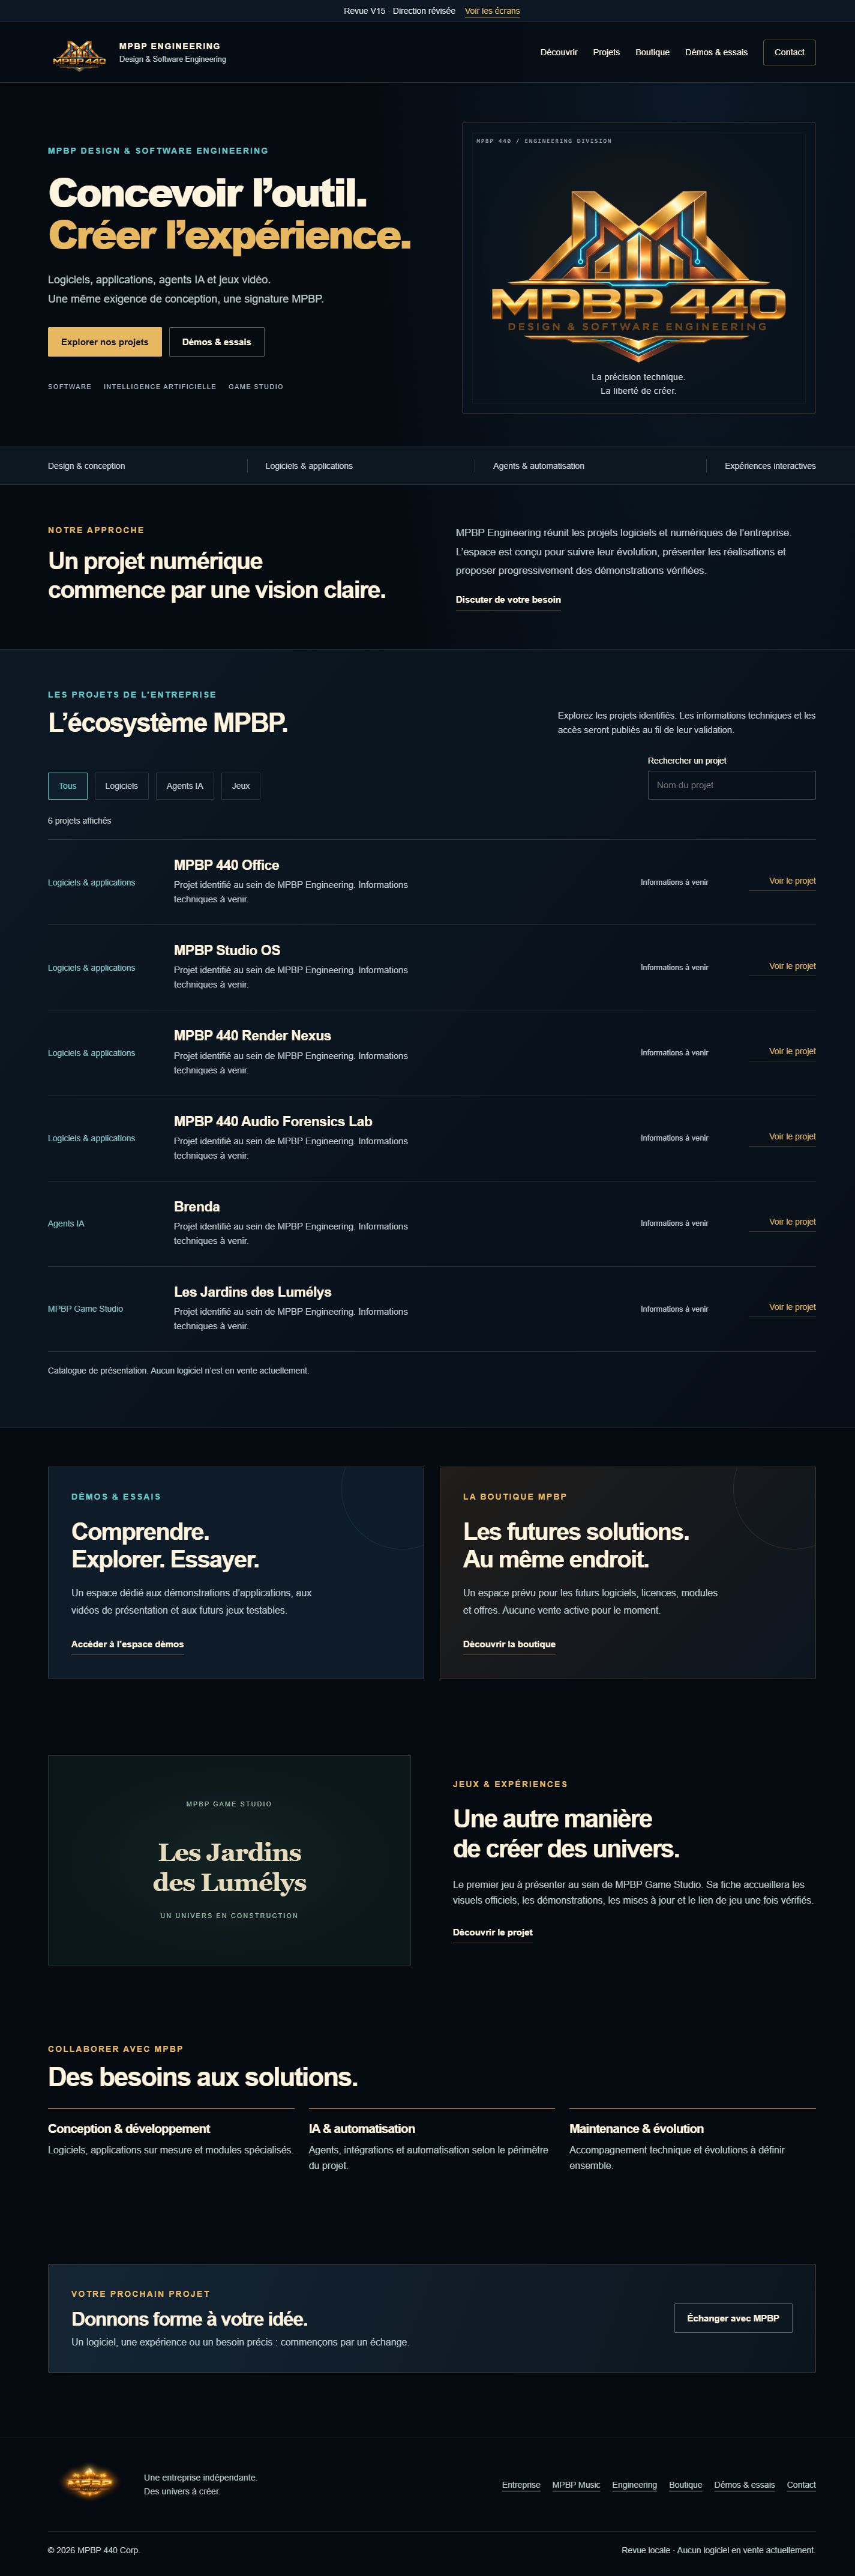 Revue V15 · Direction révisée Voir les écrans
MPBP 440
MPBP ENGINEERING
Design & Software Engineering
Découvrir Projets Boutique Démos & essais Contact
MPBP DESIGN & SOFTWARE ENGINEERING
Concevoir l’outil.
Créer l’expérience.
Logiciels, applications, agents IA et jeux vidéo.
Une même exigence de conception, une signature MPBP.
Explorer nos projets Démos & essais
SOFTWARE INTELLIGENCE ARTIFICIELLE GAME STUDIO
MPBP 440 / ENGINEERING DIVISION
MPBP 440
DESIGN & SOFTWARE ENGINEERING
La précision technique.
La liberté de créer.
Design & conception Logiciels & applications Agents & automatisation Expériences interactives
NOTRE APPROCHE
Un projet numérique
commence par une vision claire.
MPBP Engineering réunit les projets logiciels et numériques de l’entreprise.
L’espace est conçu pour suivre leur évolution, présenter les réalisations et
proposer progressivement des démonstrations vérifiées.
Discuter de votre besoin
LES PROJETS DE L’ENTREPRISE
L’écosystème MPBP.
Explorez les projets identifiés. Les informations techniques et les
accès seront publiés au fil de leur validation.
Tous Logiciels Agents IA Jeux
Rechercher un projet
Nom du projet
6 projets affichés
Logiciels & applications
MPBP 440 Office
Projet identifié au sein de MPBP Engineering. Informations
techniques à venir.
Informations à venir
Voir le projet
Logiciels & applications
MPBP Studio OS
Projet identifié au sein de MPBP Engineering. Informations
techniques à venir.
Informations à venir
Voir le projet
Logiciels & applications
MPBP 440 Render Nexus
Projet identifié au sein de MPBP Engineering. Informations
techniques à venir.
Informations à venir
Voir le projet
Logiciels & applications
MPBP 440 Audio Forensics Lab
Projet identifié au sein de MPBP Engineering. Informations
techniques à venir.
Informations à venir
Voir le projet
Agents IA
Brenda
Projet identifié au sein de MPBP Engineering. Informations
techniques à venir.
Informations à venir
Voir le projet
MPBP Game Studio
Les Jardins des Lumélys
Projet identifié au sein de MPBP Engineering. Informations
techniques à venir.
Informations à venir
Voir le projet
Catalogue de présentation. Aucun logiciel n’est en vente actuellement.
DÉMOS & ESSAIS
Comprendre.
Explorer. Essayer.
Un espace dédié aux démonstrations d’applications, aux
vidéos de présentation et aux futurs jeux testables.
Accéder à l’espace démos
LA BOUTIQUE MPBP
Les futures solutions.
Au même endroit.
Un espace prévu pour les futurs logiciels, licences, modules
et offres. Aucune vente active pour le moment.
Découvrir la boutique
MPBP GAME STUDIO
Les Jardins
des Lumélys
UN UNIVERS EN CONSTRUCTION
JEUX & EXPÉRIENCES
Une autre manière
de créer des univers.
Le premier jeu à présenter au sein de MPBP Game Studio. Sa fiche accueillera les
visuels officiels, les démonstrations, les mises à jour et le lien de jeu une fois vérifiés.
Découvrir le projet
COLLABORER AVEC MPBP
Des besoins aux solutions.
Conception & développement
Logiciels, applications sur mesure et modules spécialisés.
IA & automatisation
Agents, intégrations et automatisation selon le périmètre
du projet.
Maintenance & évolution
Accompagnement technique et évolutions à définir
ensemble.
VOTRE PROCHAIN PROJET
Donnons forme à votre idée.
Un logiciel, une expérience ou un besoin précis : commençons par un échange.
Échanger avec MPBP
MPBP
Une entreprise indépendante.
Des univers à créer.
Entreprise MPBP Music Engineering Boutique Démos & essais Contact
© 2026 MPBP 440 Corp.
Revue locale · Aucun logiciel en vente actuellement.